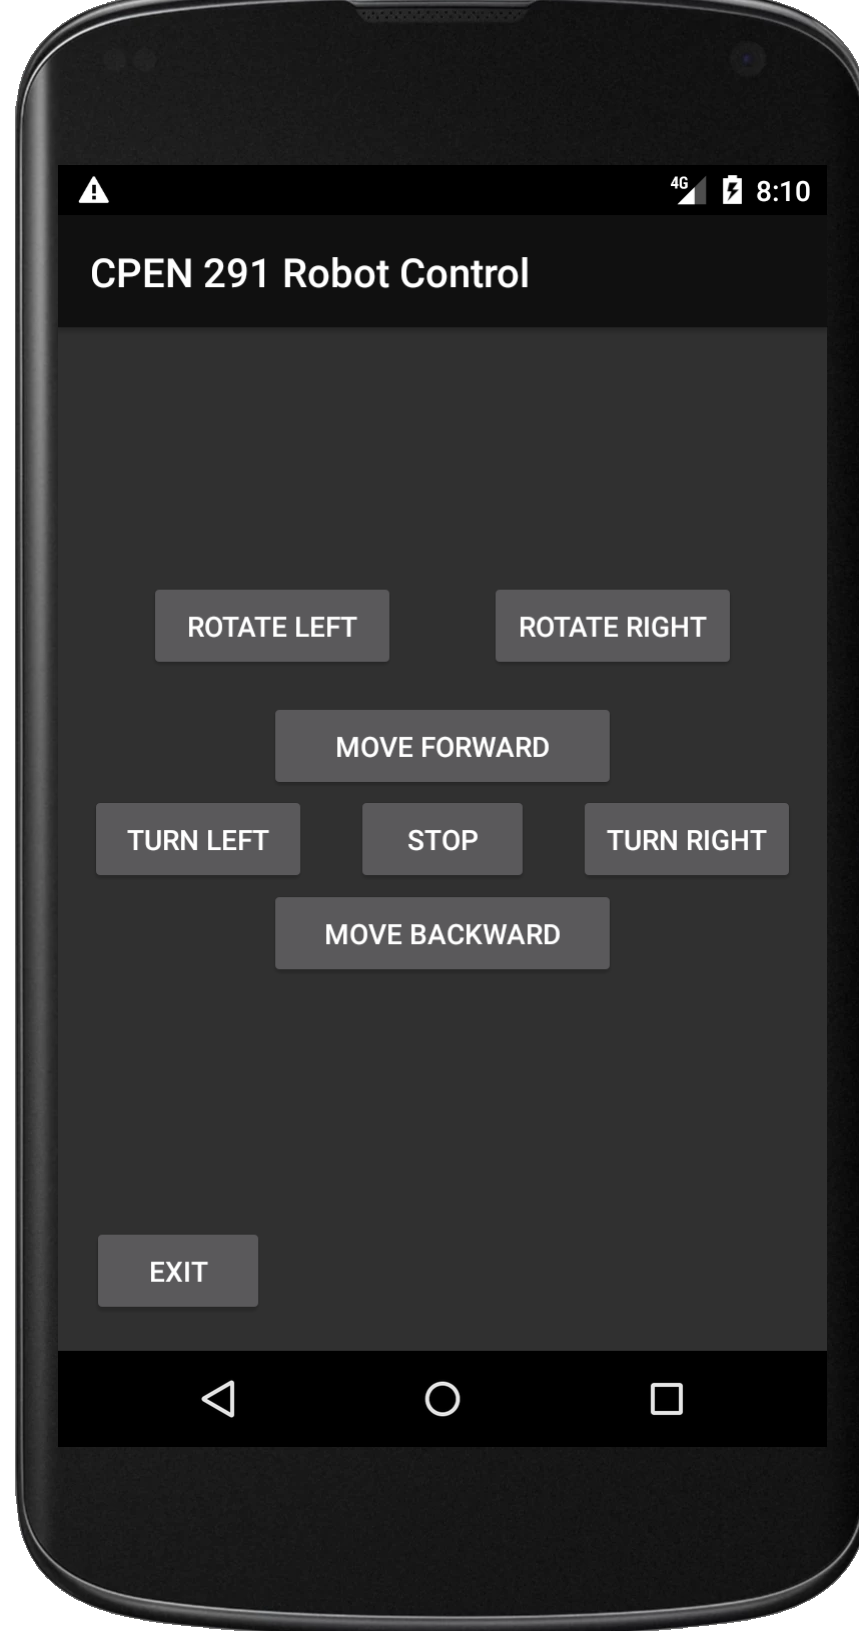 4G 8:10
CPEN 291 Robot Control
ROTATE LEFT ROTATE RIGHT
MOVE FORWARD
TURN LEFT STOP TURN RIGHT
MOVE BACKWARD
EXIT